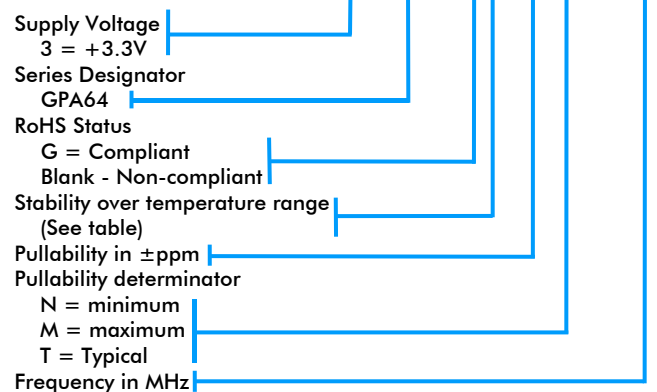 Supply Voltage
3 = +3.3V
Series Designator
GPA64
RoHS Status
G = Compliant
Blank - Non-compliant
Stability over temperature range
(See table)
Pullability in ±ppm
Pullability determinator
N = minimum
M = maximum
T = Typical
Frequency in MHz